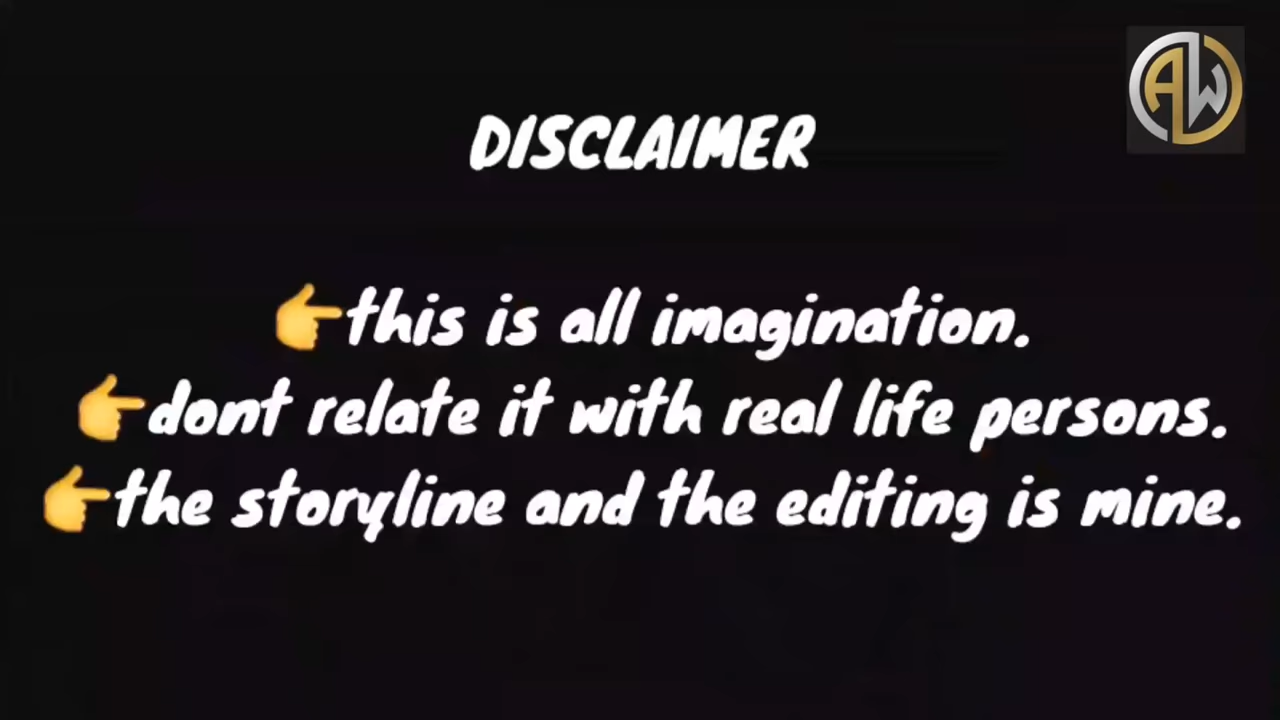 AW
DISCLAIMER
👉this is all imagination.
👉dont relate it with real life persons.
👉the storyline and the editing is mine.